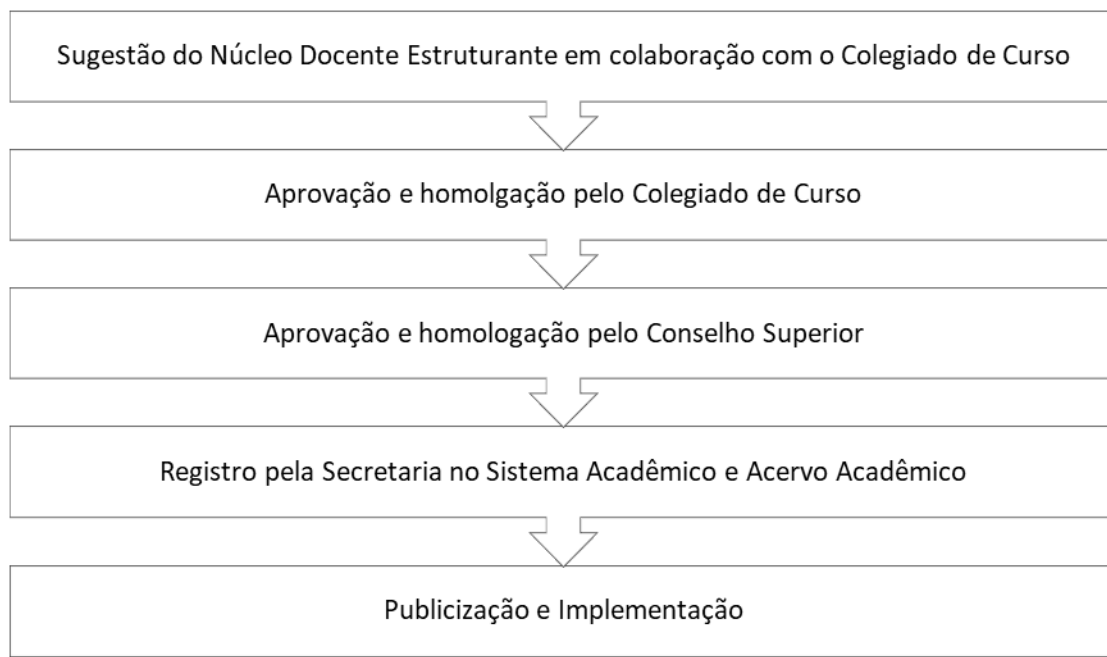 Sugestão do Núcleo Docente Estruturante em colaboração com o Colegiado de Curso
Aprovação e homolgação pelo Colegiado de Curso
Aprovação e homologação pelo Conselho Superior
Registro pela Secretaria no Sistema Acadêmico e Acervo Acadêmico
Publicização e Implementação